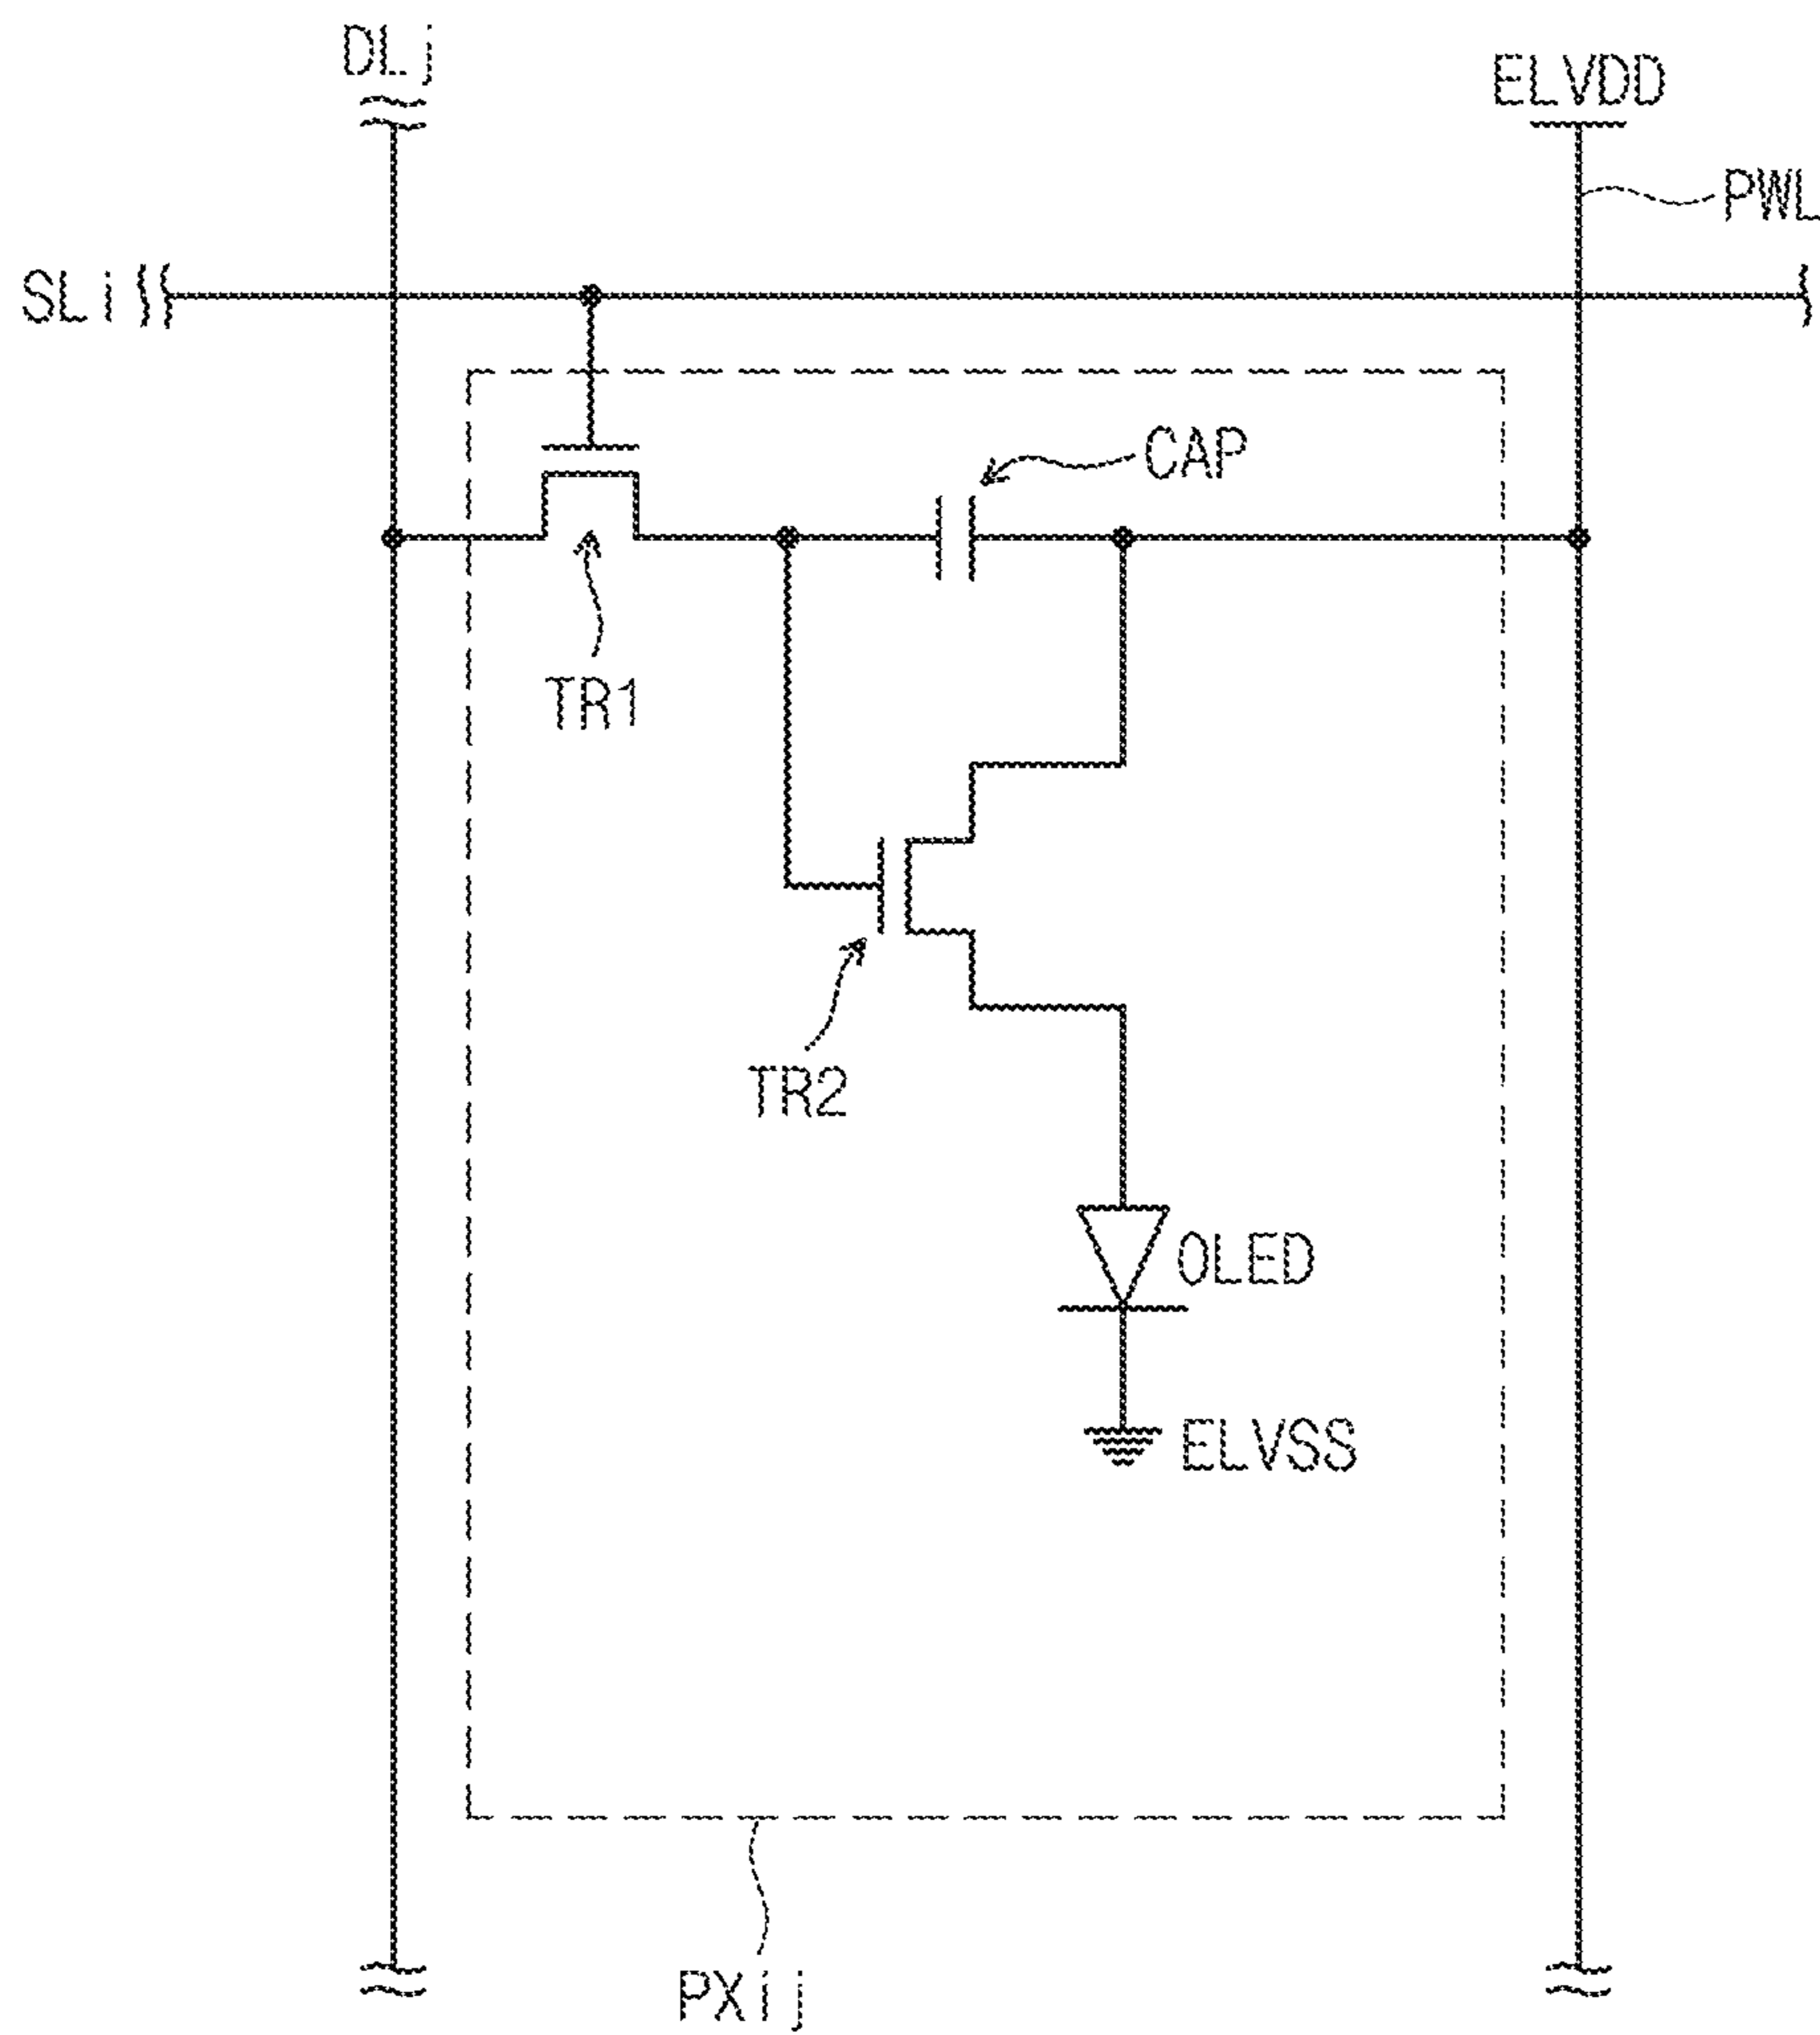 DLj
ELVDD
PWL
SLi
CAP
TR1
TR2
OLED
ELVSS
PXij